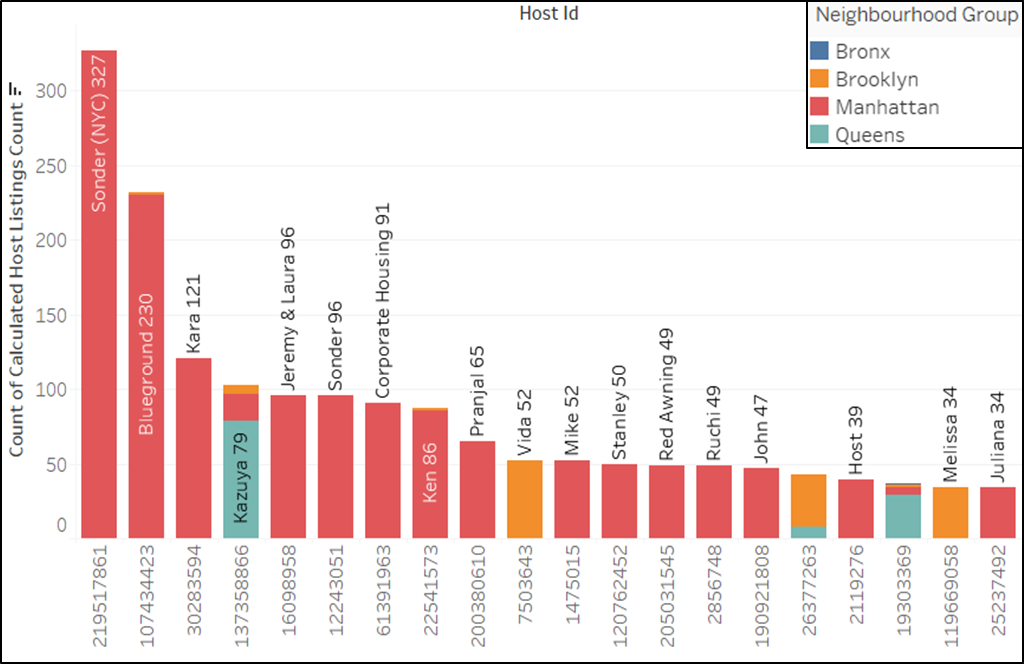 Host Id
Neighbourhood Group
Bronx
Brooklyn
Manhattan
Queens
Count of Calculated Host Listings Count
300
250
200
150
100
50
0
Sonder (NYC) 327
Blueground 230
Kara 121
Kazuya 79
Jeremy & Laura 96
Sonder 96
Corporate Housing 91
Ken 86
Pranjal 65
Vida 52
Mike 52
Stanley 50
Red Awning 49
Ruchi 49
John 47
Host 39
Melissa 34
Juliana 34
219517861
107434423
30283594
137358866
16098958
12243051
61391963
22541573
200380610
7503643
1475015
120762452
205031545
2856748
190921808
26377263
2119276
19303369
119669058
25237492